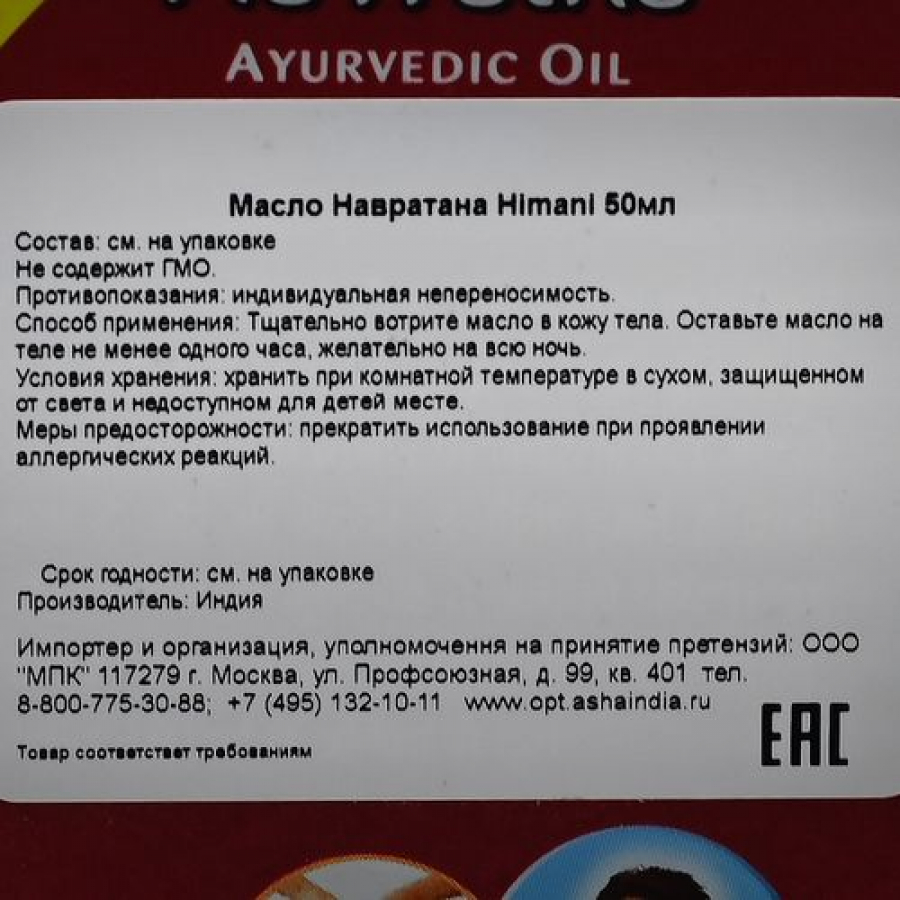 AYURVEDIC OIL
Масло Навратана Himani 50мл
Состав: см. на упаковке
Не содержит ГМО.
Противопоказания: индивидуальная непереносимость.
Способ применения: Тщательно вотрите масло в кожу тела. Оставьте масло на
теле не менее одного часа, желательно на всю ночь.
Условия хранения: хранить при комнатной температуре в сухом, защищенном
от света и недоступном для детей месте.
Меры предосторожности: прекратить использование при проявлении
аллергических реакций.
Срок годности: см. на упаковке
Производитель: Индия
Импортер и организация, уполномочення на принятие претензий: ООО
"МПК" 117279 г. Москва, ул. Профсоюзная, д. 99, кв. 401 тел.
8-800-775-30-88; +7 (495) 132-10-11 www.opt.ashaindia.ru
Товар соответствует требованиям
EAC